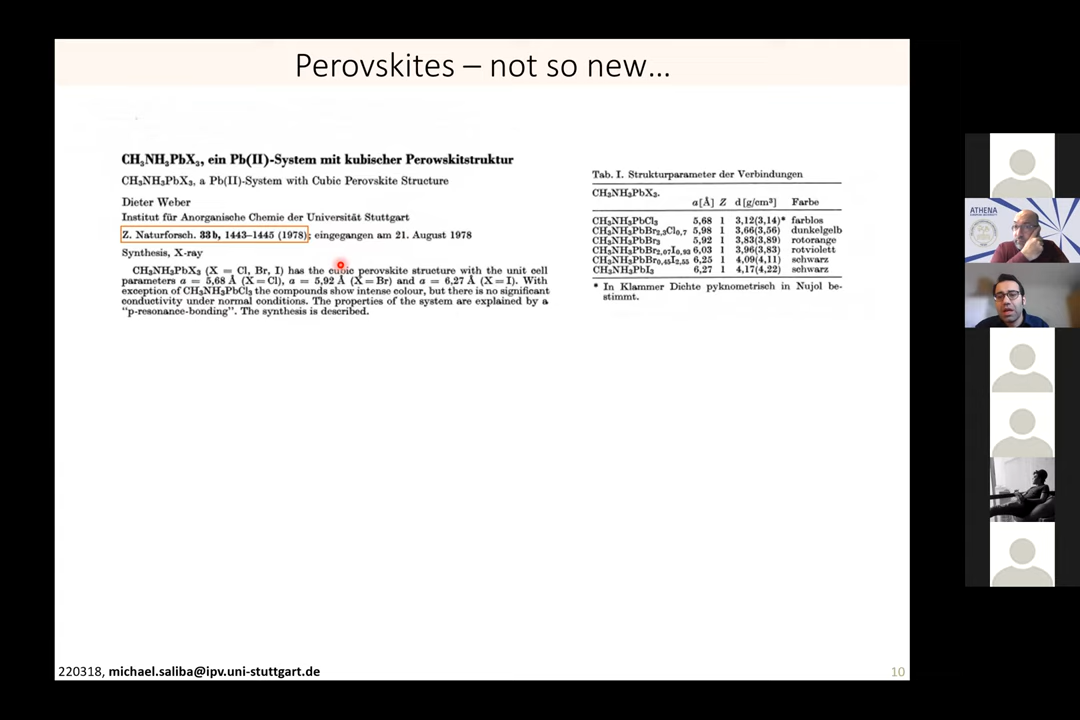 Perovskites – not so new…
CH₃NH₃PbX₃, ein Pb(II)-System mit kubischer Perowskitstruktur
CH₃NH₃PbX₃, a Pb(II)-System with Cubic Perovskite Structure
Dieter Weber
Institut für Anorganische Chemie der Universität Stuttgart
Z. Naturforsch. 33b, 1443–1445 (1978); eingegangen am 21. August 1978
Synthesis, X-ray
CH₃NH₃PbX₃ (X = Cl, Br, I) has the cubic perovskite structure with the unit cell
parameters a = 5,68 Å (X = Cl), a = 5,92 Å (X = Br) and a = 6,27 Å (X = I). With
exception of CH₃NH₃PbCl₃ the compounds show intense colour, but there is no significant
conductivity under normal conditions. The properties of the system are explained by a
“p-resonance-bonding”. The synthesis is described.
Tab. I. Strukturparameter der Verbindungen
CH₃NH₃PbX₃.
a[Å] Z d[g/cm³] Farbe
CH₃NH₃PbCl₃ 5,68 1 3,12(3,14)* farblos
CH₃NH₃PbBr₂,₃Cl₀,₇ 5,98 1 3,66(3,56) dunkelgelb
CH₃NH₃PbBr₃ 5,92 1 3,83(3,89) rotorange
CH₃NH₃PbBr₂,₀₇I₀,₉₃ 6,03 1 3,96(3,83) rotviolett
CH₃NH₃PbBr₀,₄₅I₂,₅₅ 6,25 1 4,09(4,11) schwarz
CH₃NH₃PbI₃ 6,27 1 4,17(4,22) schwarz
* In Klammer Dichte pyknometrisch in Nujol be-
stimmt.
ATHENA
220318, michael.saliba@ipv.uni-stuttgart.de
10